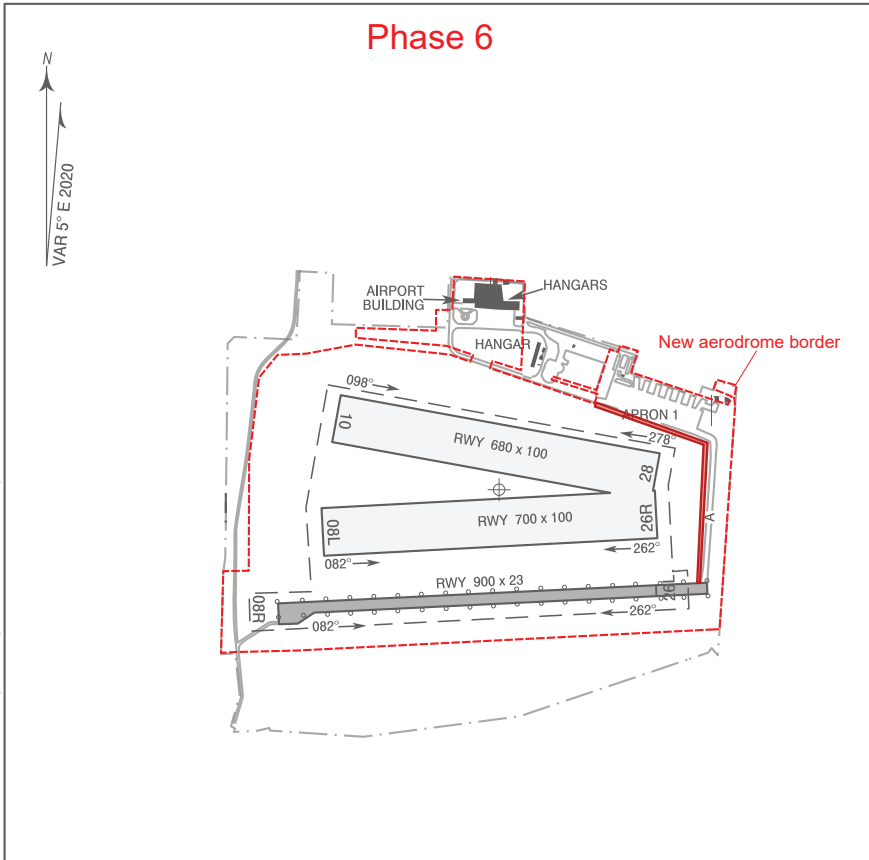 Phase 6
N
VAR 5° E 2020
AIRPORT
BUILDING
HANGARS
HANGAR
New aerodrome border
098°
APRON 1
278°
10
RWY 680 x 100
28
08L
RWY 700 x 100
26R
A
082°
262°
RWY 900 x 23
08R
26L
082°
262°